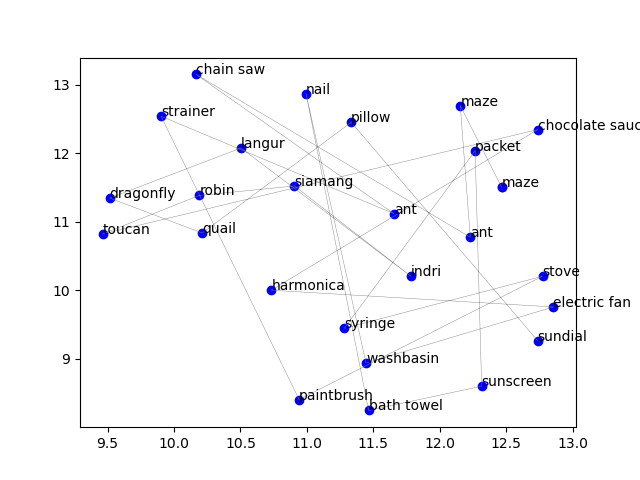 chain saw
nail
maze
strainer
pillow
chocolate sauc
langur
packet
siamang
maze
dragonfly
robin
ant
toucan
quail
ant
indri
stove
harmonica
electric fan
syringe
sundial
washbasin
sunscreen
paintbrush
bath towel
13
12
11
10
9
9.5 10.0 10.5 11.0 11.5 12.0 12.5 13.0